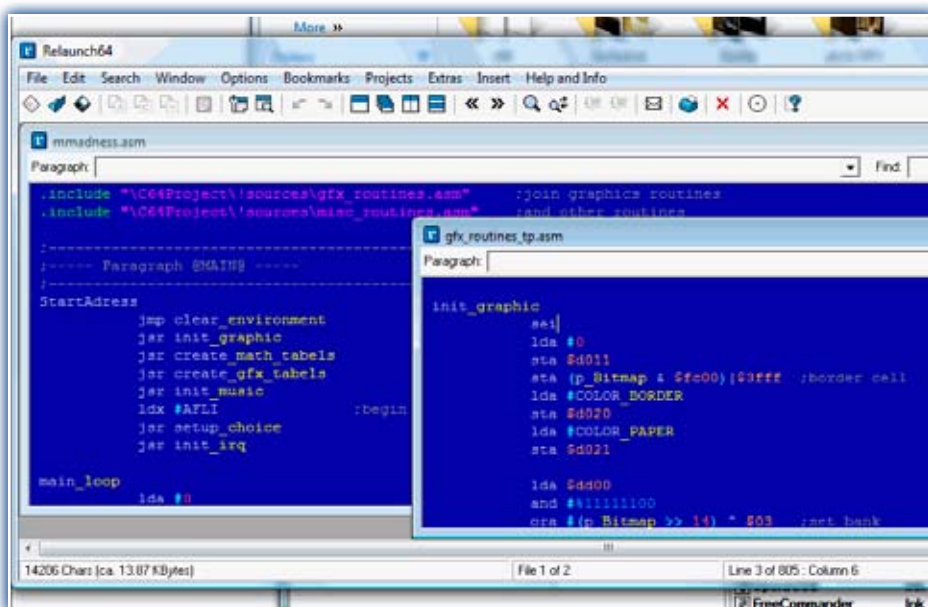 More »
Relaunch64
File Edit Search Window Options Bookmarks Projects Extras Insert Help and Info
mmadness.asm
Paragraph: Find:
.include "\C64Project\!sources\gfx_routines.asm" ;join graphics routines
.include "\C64Project\!sources\misc_routines.asm" ;and other routines
;----- Paragraph @MAIN@ -----
StartAdress
jmp clear_environment
jsr init_graphic
jsr create_math_tabels
jsr create_gfx_tabels
jsr init_music
ldx #AFLI ;begin
jsr setup_choice
jsr init_irq
main_loop
lda #0
gfx_routines_tp.asm
Paragraph:
init_graphic
sei
lda #0
sta $d011
sta (p_Bitmap & $fc00)|$3fff ;border cell
lda #COLOR_BORDER
sta $d020
lda #COLOR_PAPER
sta $d021
lda $dd00
and #%11111100
ora #(p_Bitmap >> 14) ^ $03 ;set bank
14206 Chars (ca. 13.87 KBytes) File 1 of 2 Line 3 of 805 : Column 6
FreeCommander lnk